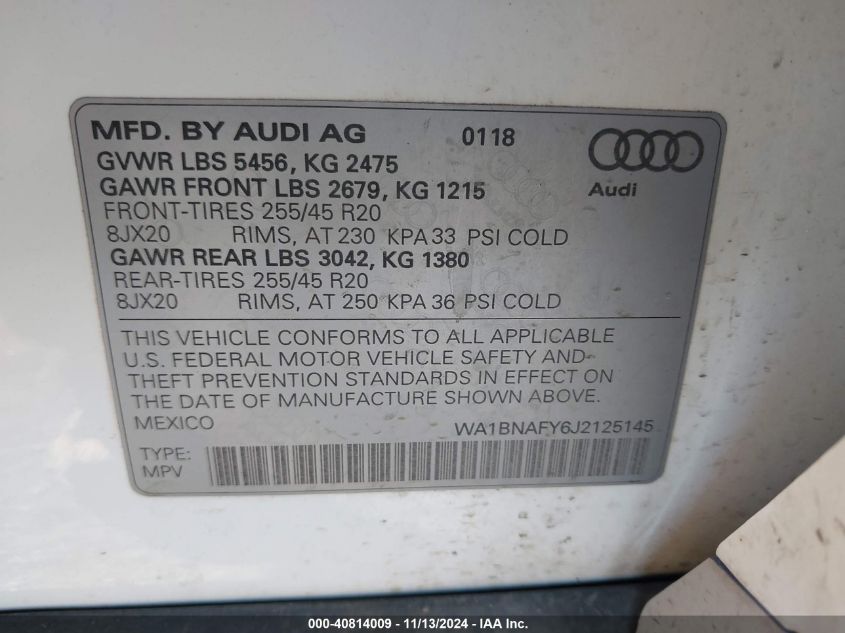 MFD. BY AUDI AG 0118
GVWR LBS 5456, KG 2475
GAWR FRONT LBS 2679, KG 1215
Audi
FRONT-TIRES 255/45 R20
8JX20 RIMS, AT 230 KPA 33 PSI COLD
GAWR REAR LBS 3042, KG 1380
REAR-TIRES 255/45 R20
8JX20 RIMS, AT 250 KPA 36 PSI COLD
THIS VEHICLE CONFORMS TO ALL APPLICABLE
U.S. FEDERAL MOTOR VEHICLE SAFETY AND
THEFT PREVENTION STANDARDS IN EFFECT ON
THE DATE OF MANUFACTURE SHOWN ABOVE.
MEXICO WA1BNAFY6J2125145
TYPE:
MPV
000-40814009 - 11/13/2024 - © IAA, Inc.